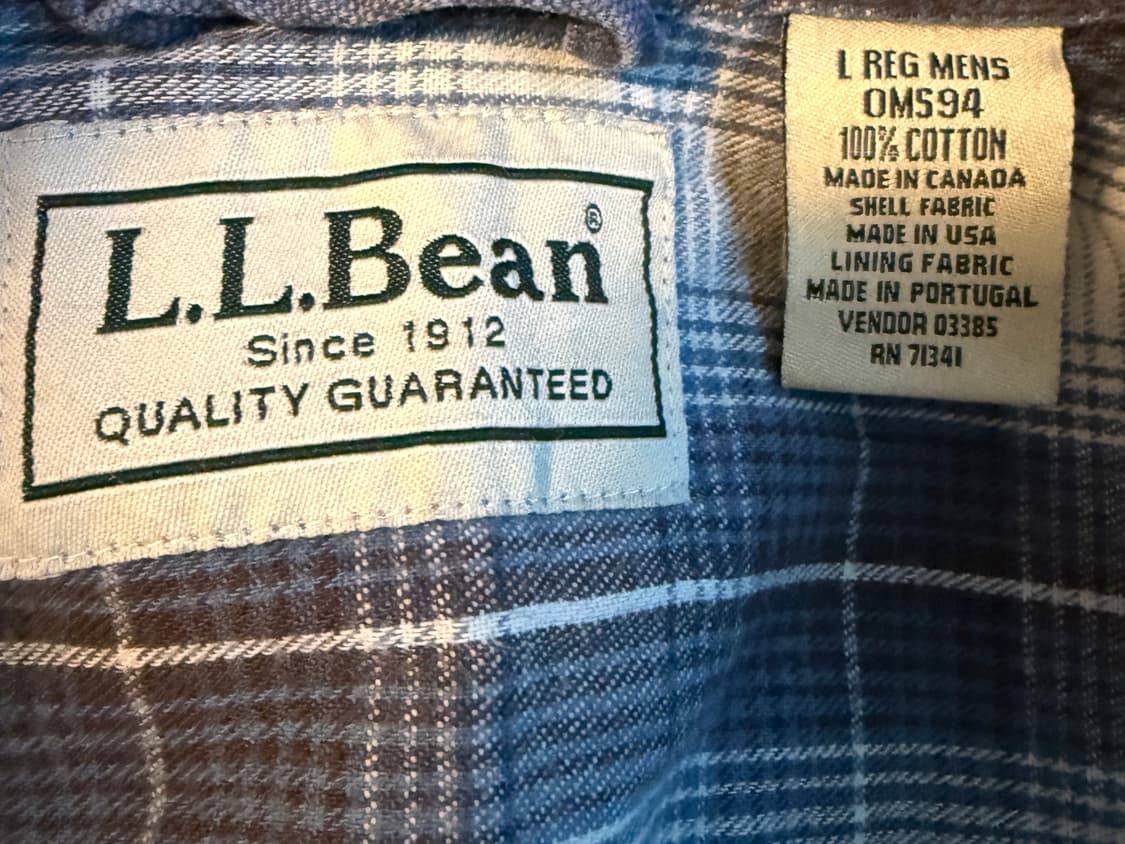 L.L.Bean®
Since 1912
QUALITY GUARANTEED
L REG MENS
0MS94
100% COTTON
MADE IN CANADA
SHELL FABRIC
MADE IN USA
LINING FABRIC
MADE IN PORTUGAL
VENDOR 03385
RN 71341